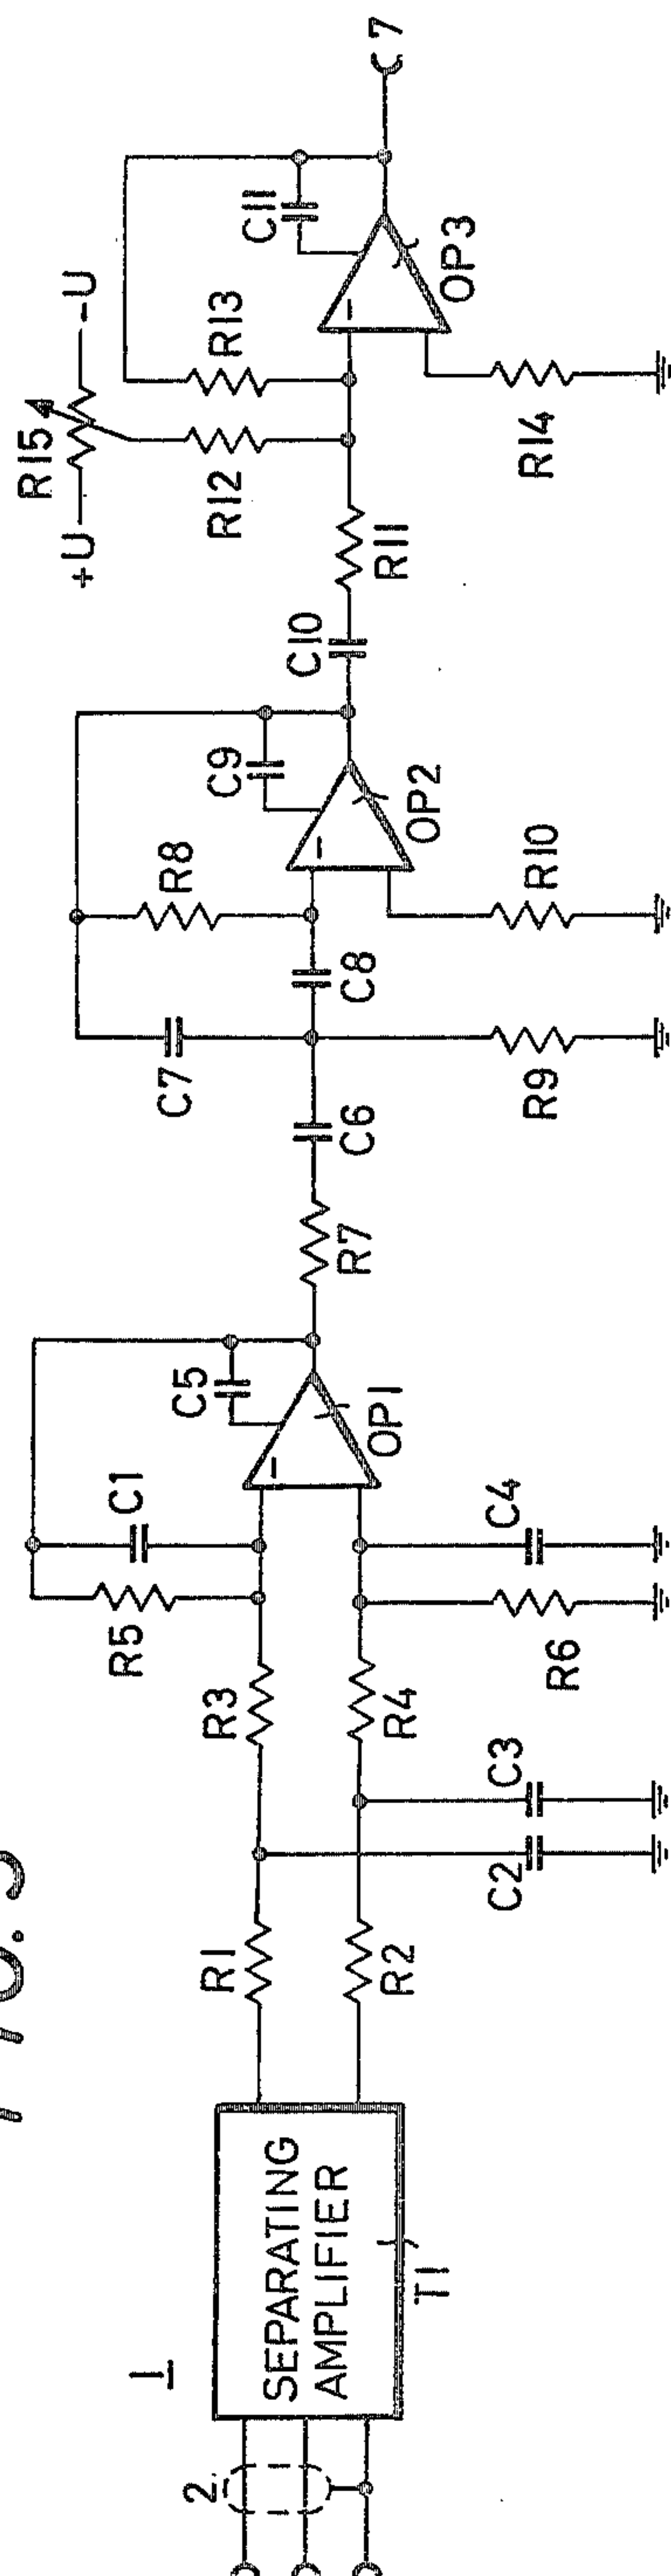 1
2
SEPARATING
AMPLIFIER
T1
R1
R2
C2
C3
R3
R4
R5
C1
R6
C4
C5
OP1
R7
C6
C7
R9
C8
R8
R10
C9
OP2
C10
R11
+U
R15
-U
R12
R13
R14
C11
OP3
7